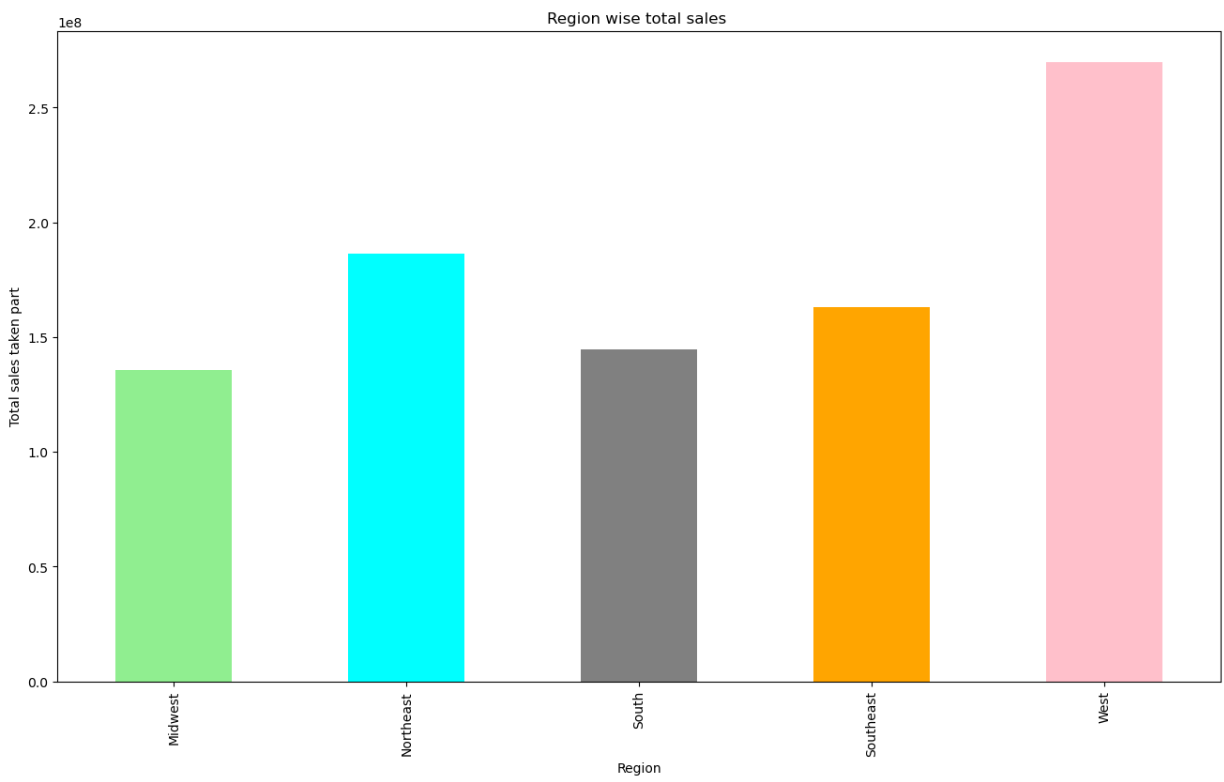 Region wise total sales
1e8
2.5
2.0
1.5
1.0
0.5
0.0
Total sales taken part
Midwest
Northeast
South
Southeast
West
Region